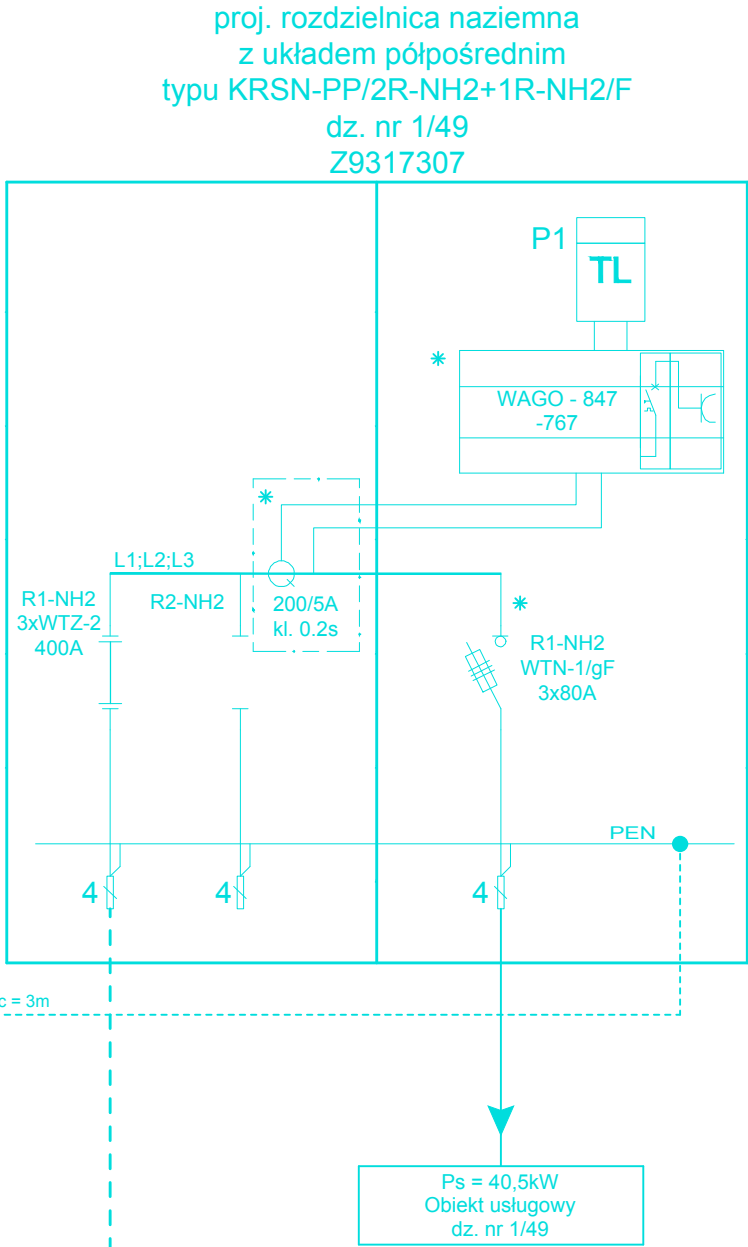 proj. rozdzielnica naziemna
z układem półpośrednim
typu KRSN-PP/2R-NH2+1R-NH2/F
dz. nr 1/49
Z9317307
P1
TL
*
WAGO - 847
-767
*
L1;L2;L3
R1-NH2
3xWTZ-2
400A
R2-NH2
200/5A
kl. 0.2s
*
R1-NH2
WTN-1/gF
3x80A
PEN
4
4
4
c = 3m
Ps = 40,5kW
Obiekt usługowy
dz. nr 1/49